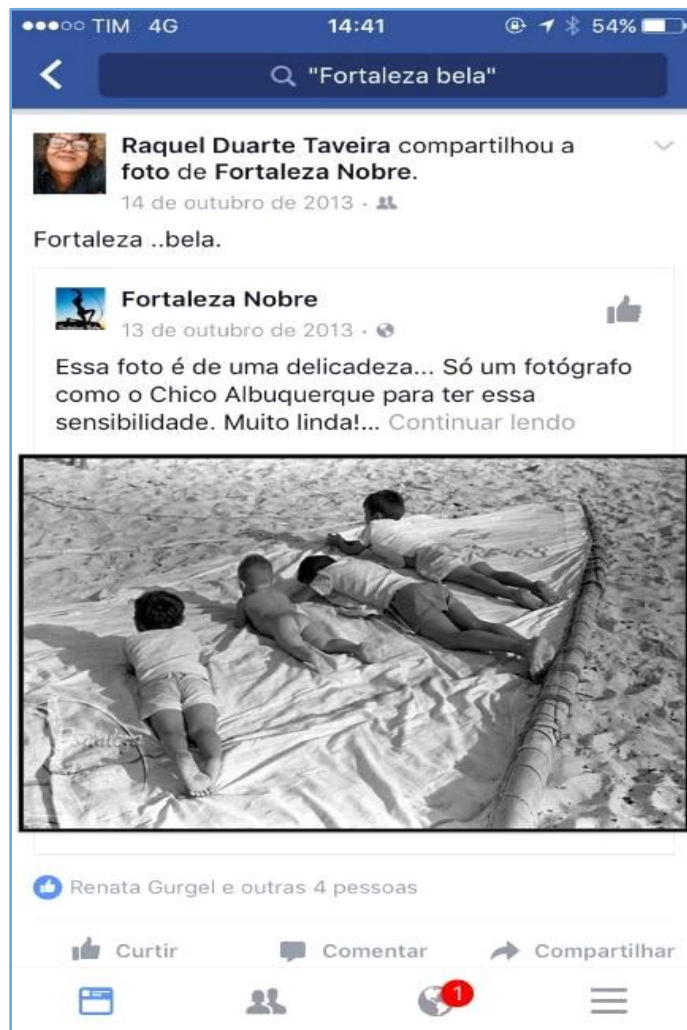 TIM 4G 14:41 54%
"Fortaleza bela"
Raquel Duarte Taveira compartilhou a
foto de Fortaleza Nobre.
14 de outubro de 2013 ·
Fortaleza ..bela.
Fortaleza Nobre
13 de outubro de 2013 ·
Essa foto é de uma delicadeza... Só um fotógrafo
como o Chico Albuquerque para ter essa
sensibilidade. Muito linda!... Continuar lendo
Renata Gurgel e outras 4 pessoas
Curtir Comentar Compartilhar
1